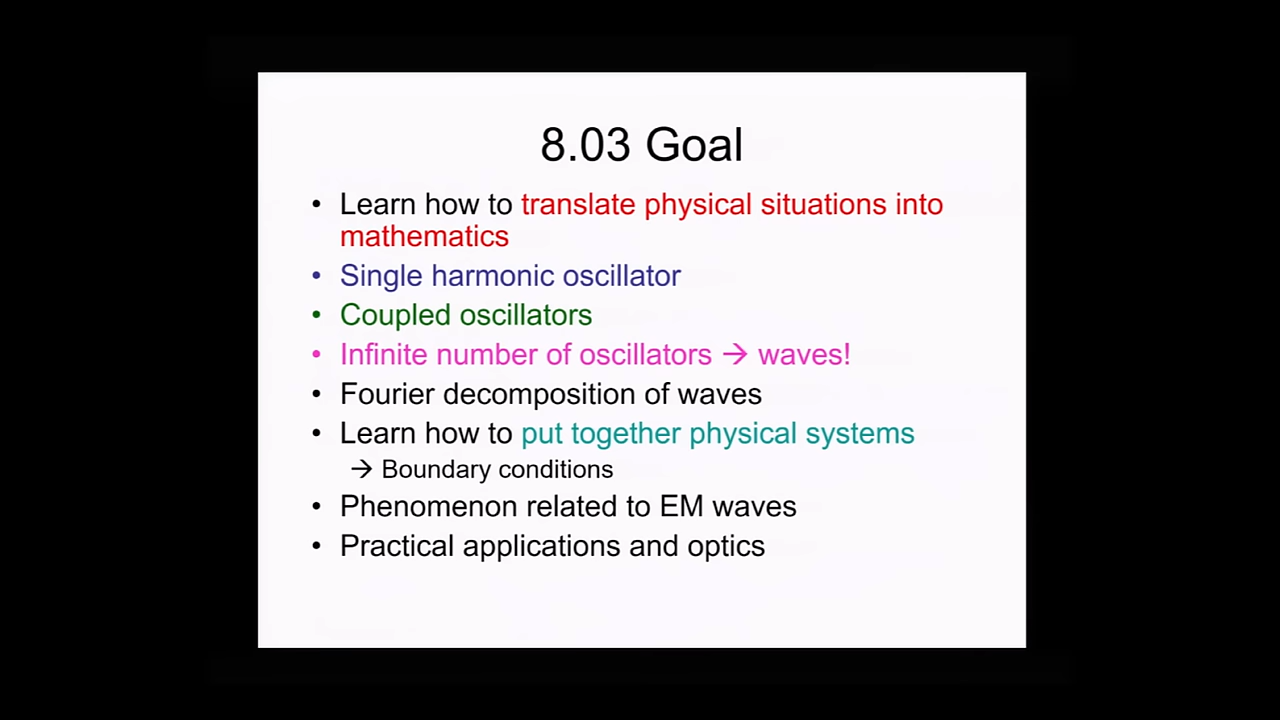 8.03 Goal
• Learn how to translate physical situations into
mathematics
• Single harmonic oscillator
• Coupled oscillators
• Infinite number of oscillators → waves!
• Fourier decomposition of waves
• Learn how to put together physical systems
→ Boundary conditions
• Phenomenon related to EM waves
• Practical applications and optics